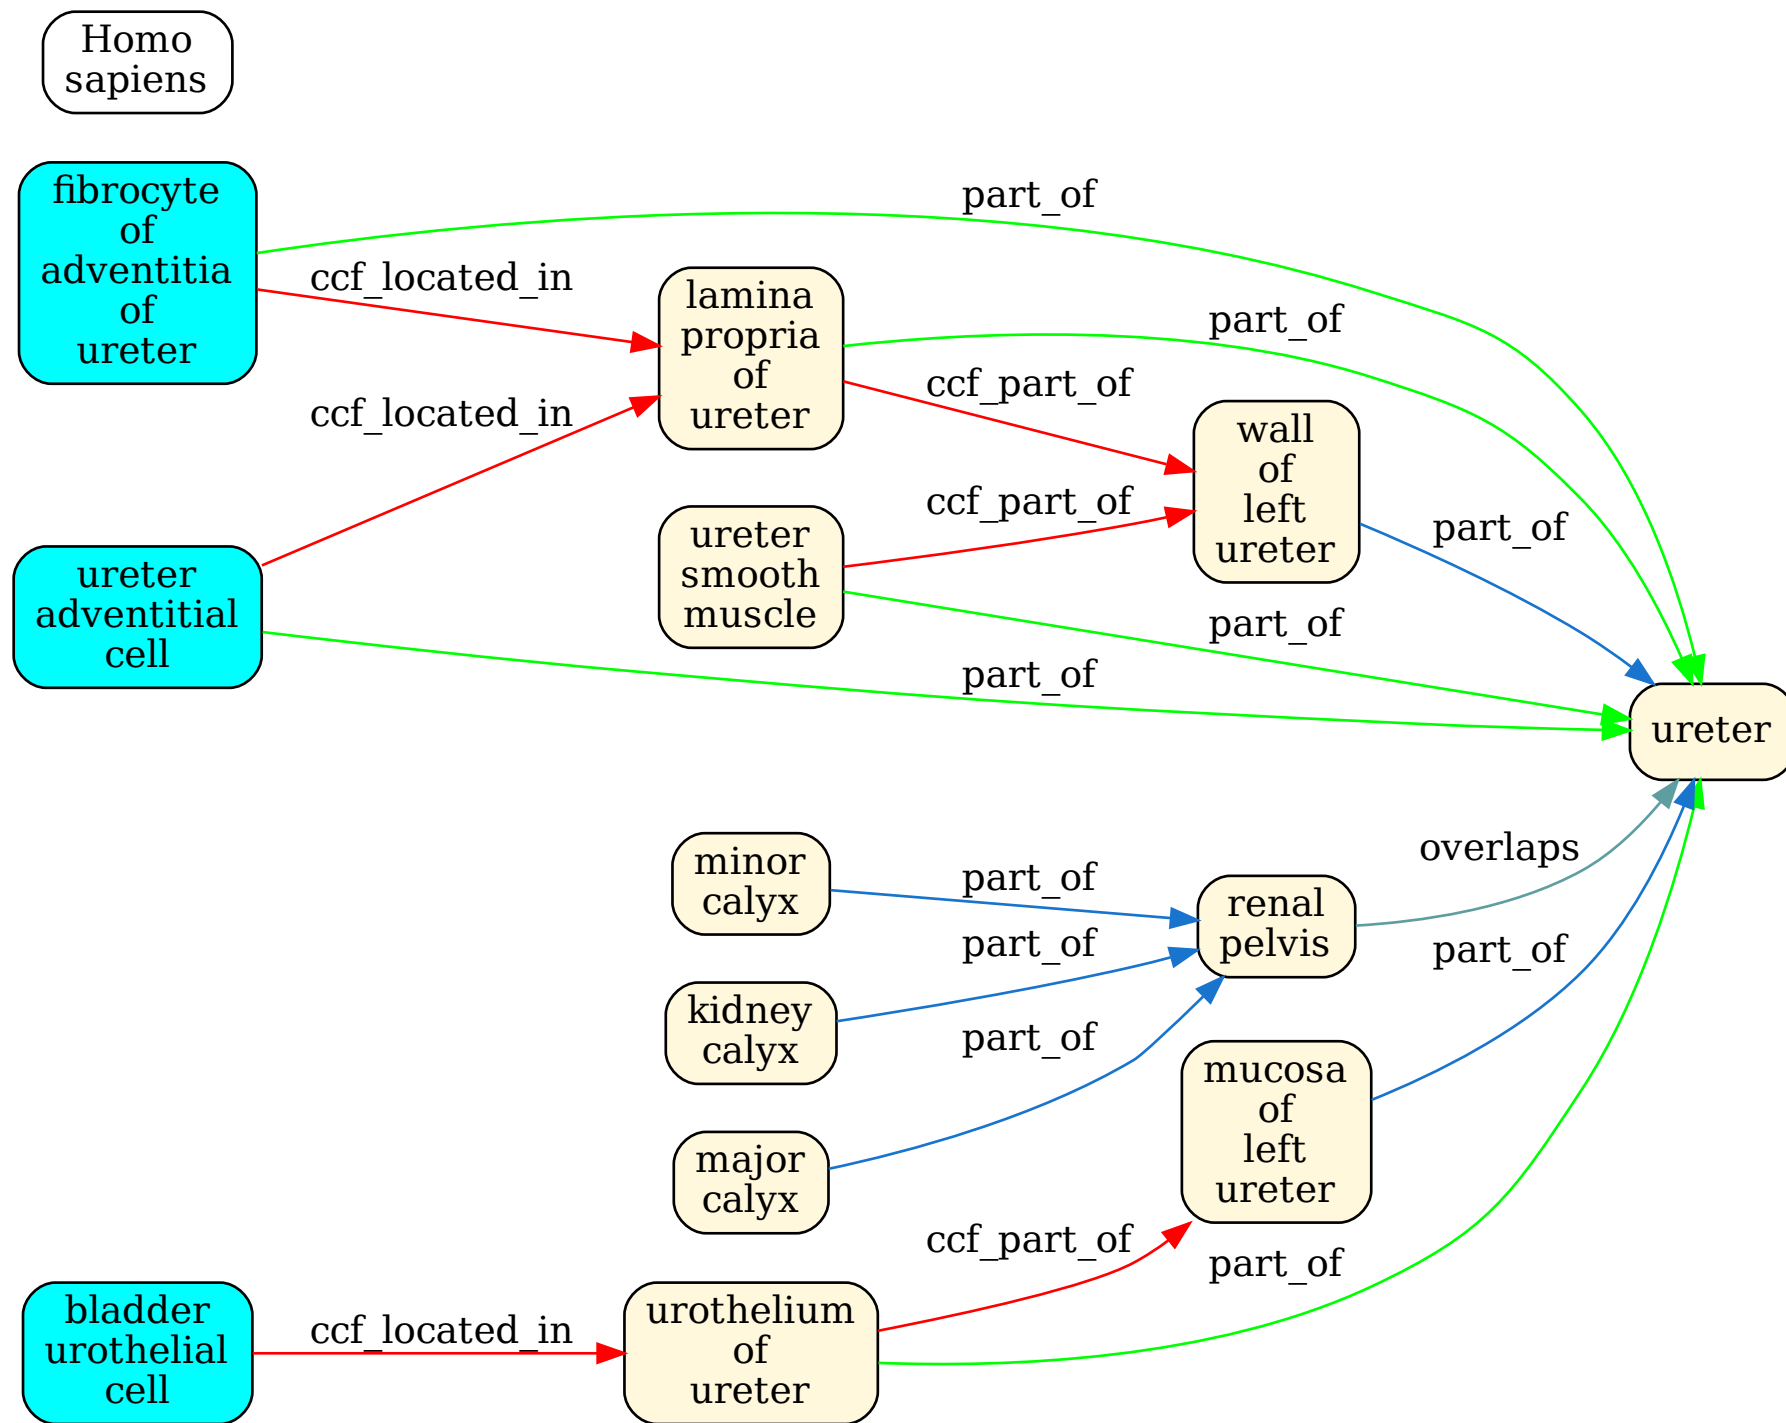 Homo
sapiens
fibrocyte
of
adventitia
of
ureter
part_of
ccf_located_in
lamina
propria
of
ureter
part_of
ccf_part_of
ccf_located_in
wall
of
left
ureter
ccf_part_of
part_of
ureter
smooth
muscle
ureter
adventitial
cell
part_of
part_of
ureter
minor
calyx
part_of
overlaps
renal
pelvis
part_of
part_of
kidney
calyx
part_of
mucosa
of
left
ureter
major
calyx
ccf_part_of
part_of
bladder
urothelial
cell
ccf_located_in
urothelium
of
ureter